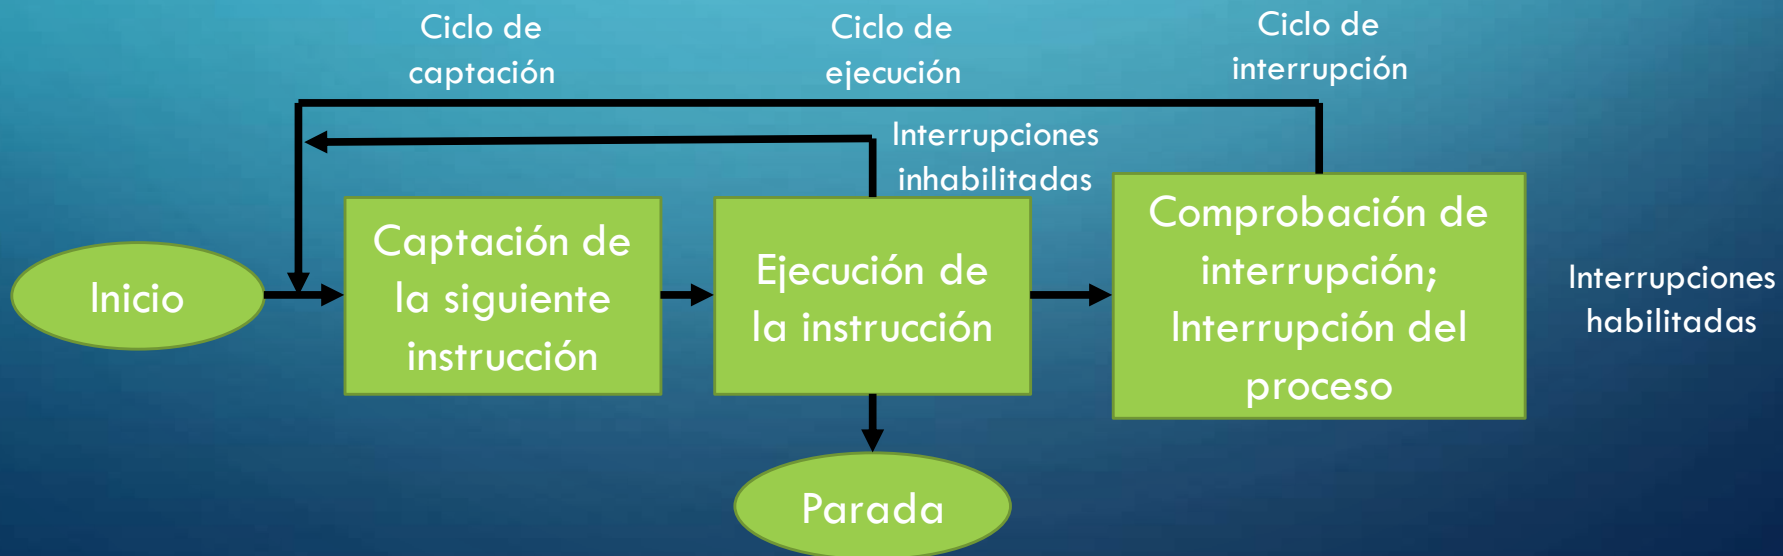 Ciclo de
captación
Ciclo de
ejecución
Ciclo de
interrupción
Interrupciones
inhabilitadas
Inicio
Captación de
la siguiente
instrucción
Ejecución de
la instrucción
Comprobación de
interrupción;
Interrupción del
proceso
Interrupciones
habilitadas
Parada